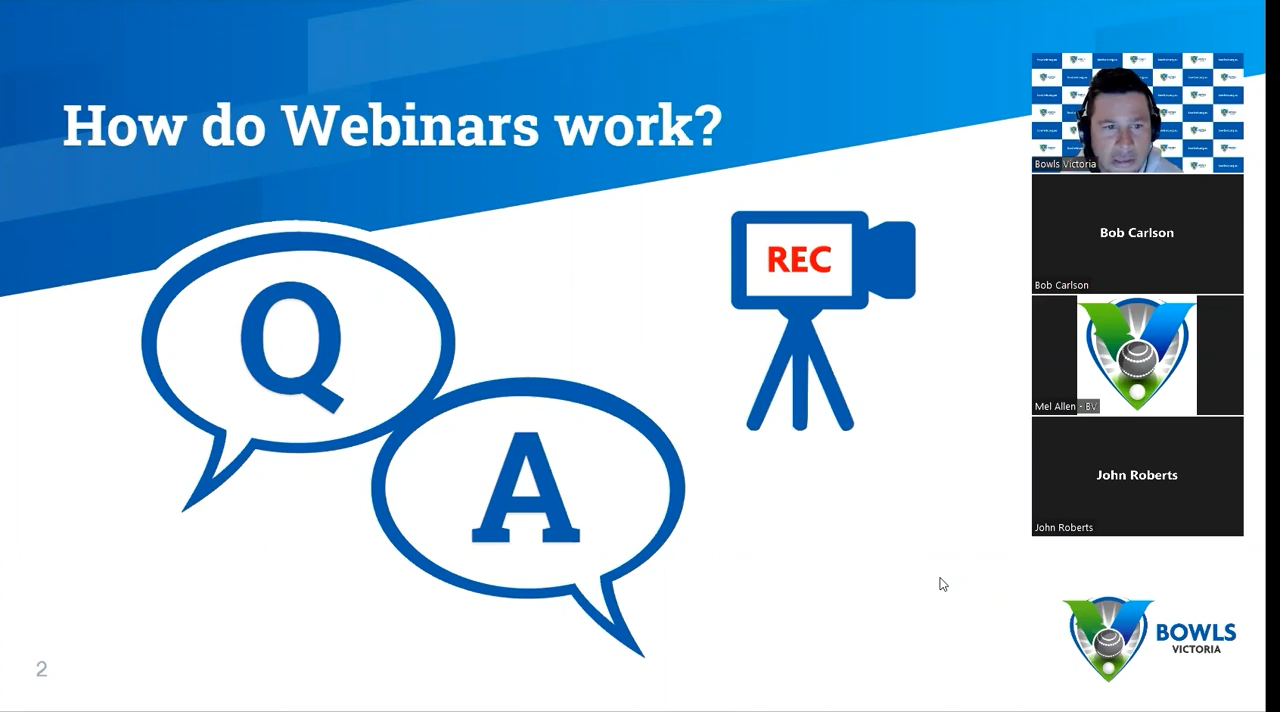 How do Webinars work?
Q
A
REC
Bowls Victoria
Bob Carlson
Bob Carlson
Mel Allen - BV
John Roberts
John Roberts
BOWLS
VICTORIA
2